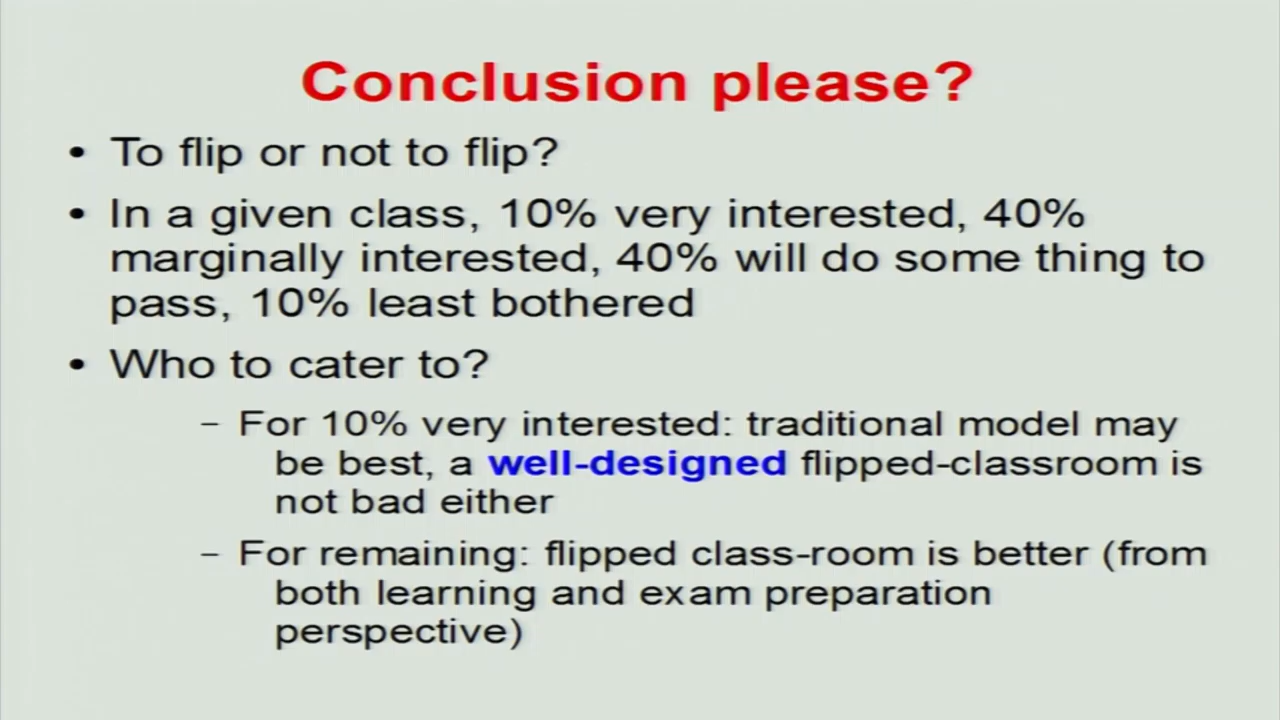 Conclusion please?
• To flip or not to flip?
• In a given class, 10% very interested, 40%
marginally interested, 40% will do some thing to
pass, 10% least bothered
• Who to cater to?
– For 10% very interested: traditional model may
be best, a well-designed flipped-classroom is
not bad either
– For remaining: flipped class-room is better (from
both learning and exam preparation
perspective)